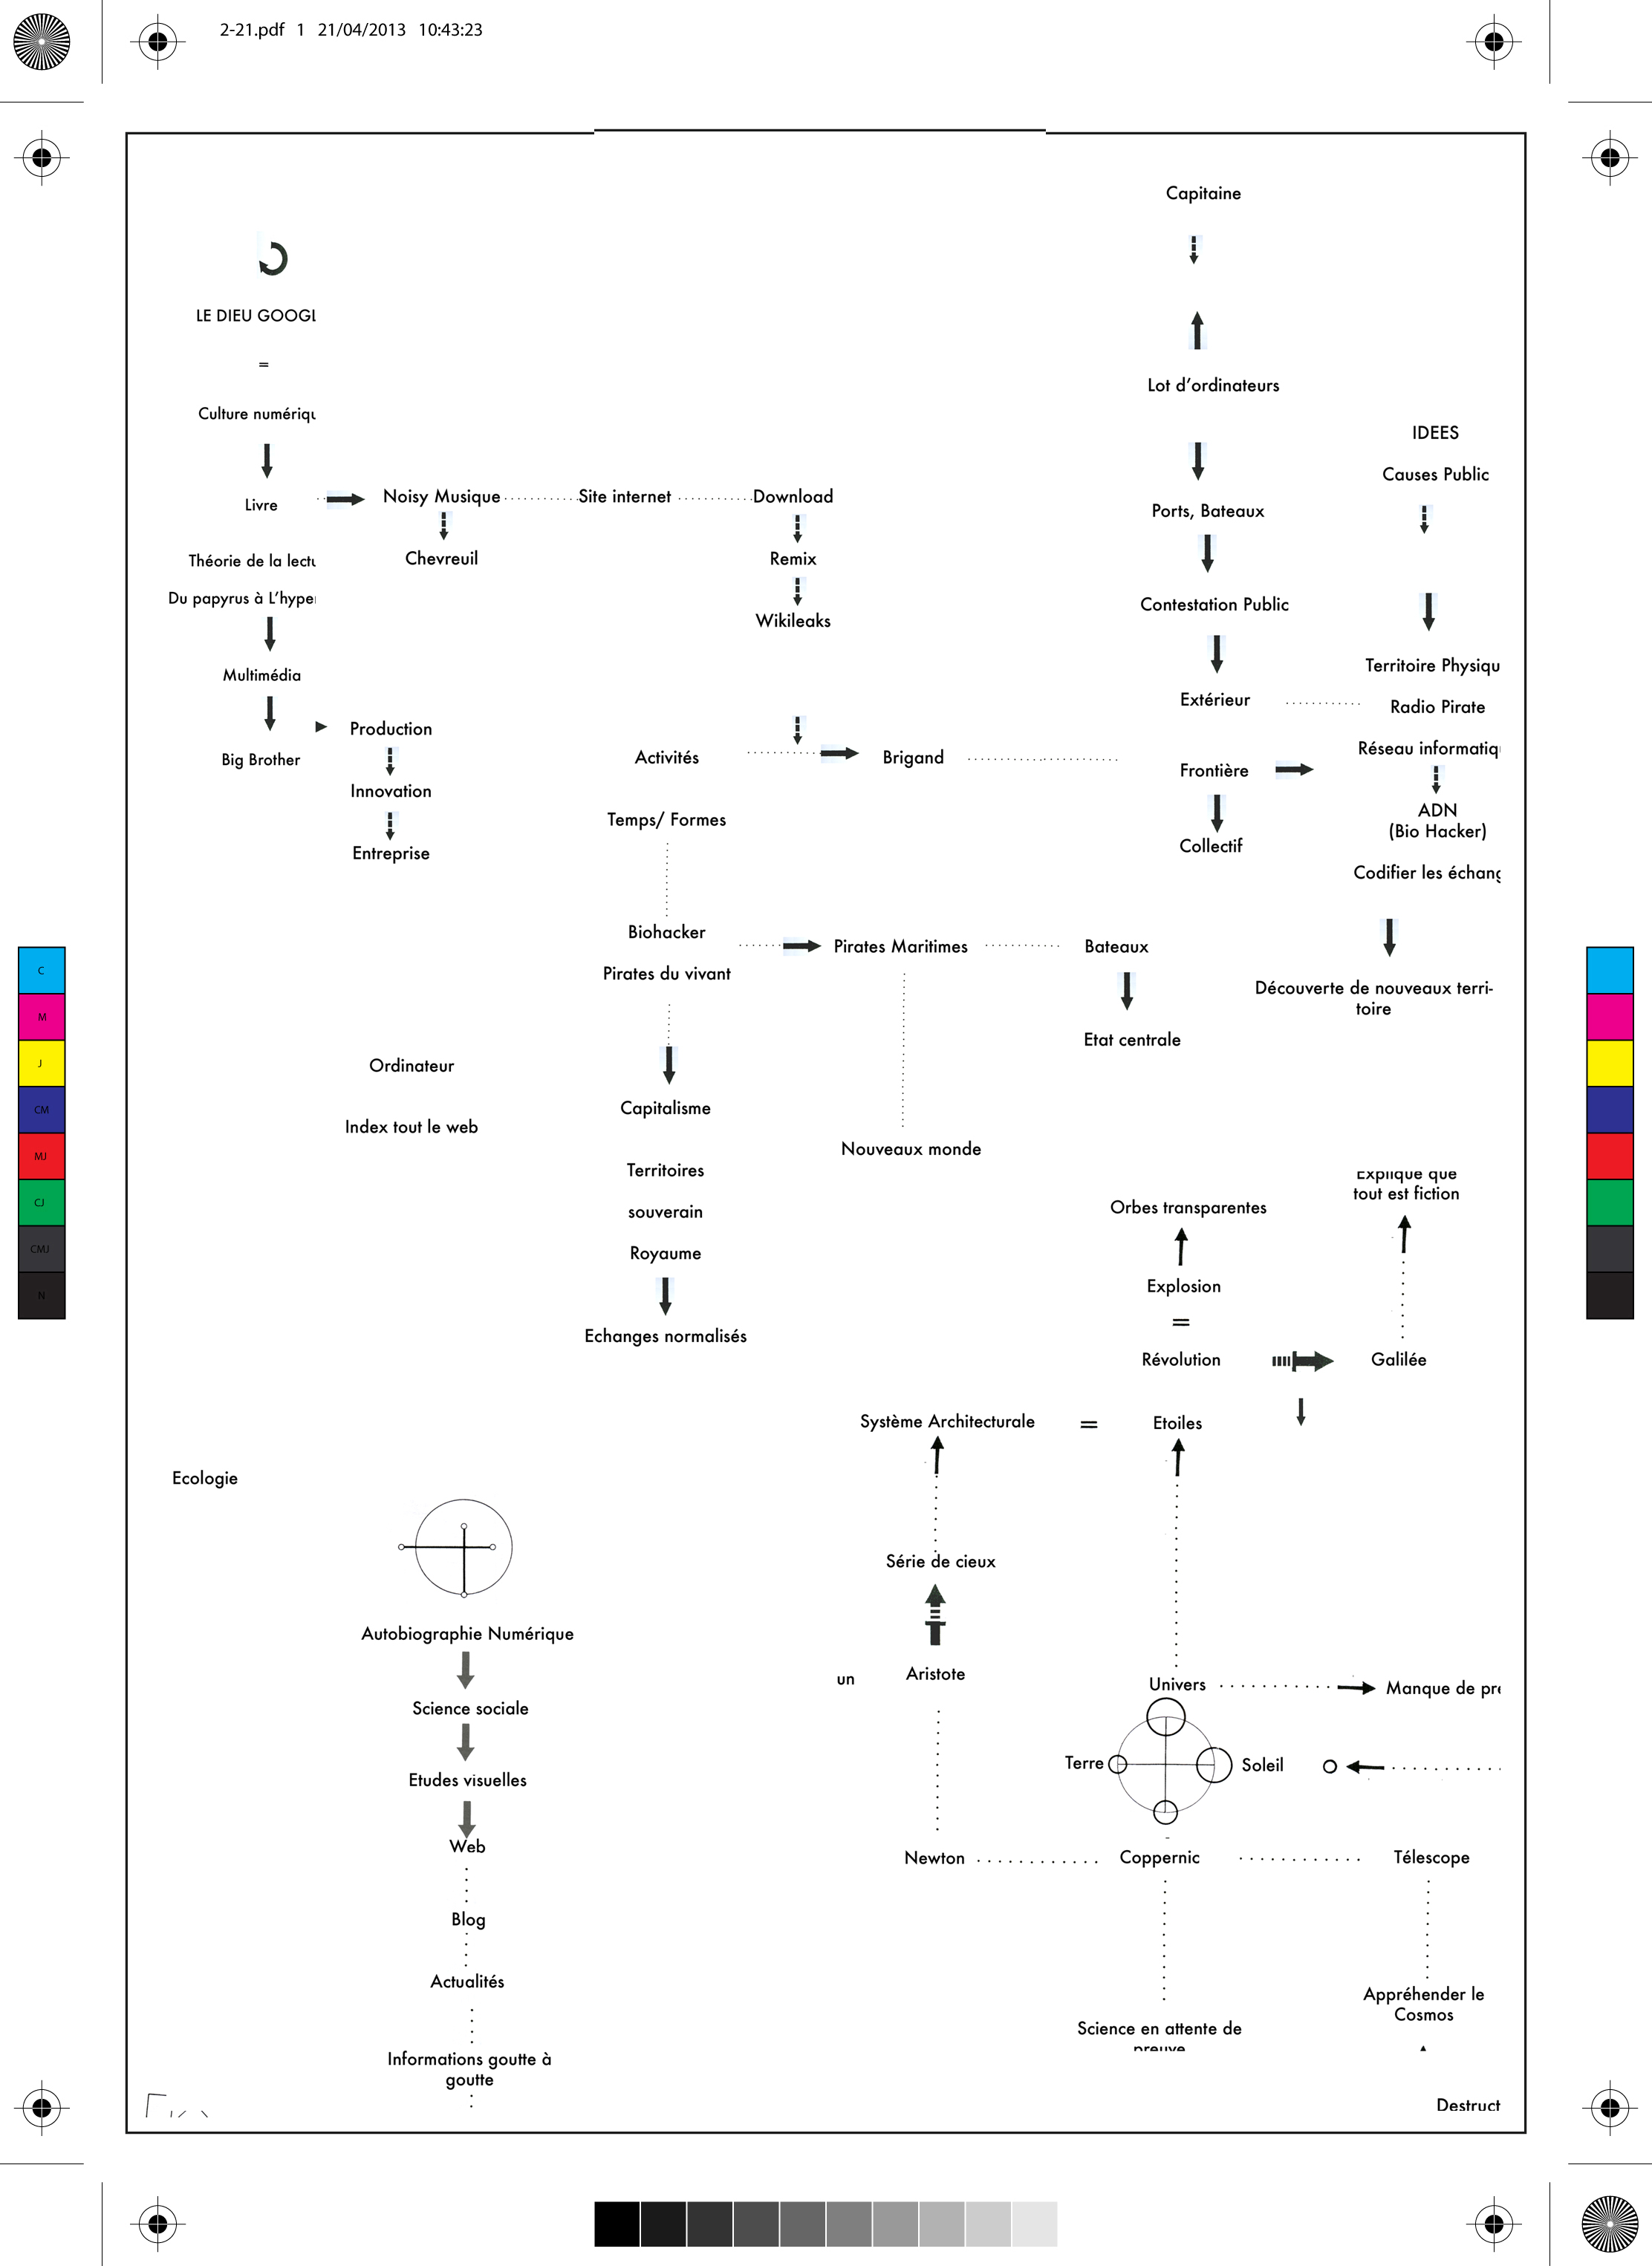 2-21.pdf 1 21/04/2013 10:43:23
Capitaine
LE DIEU GOOGL
=
Culture numériqu
Livre
Théorie de la lectu
Du papyrus à L'hyper
Multimédia
Big Brother
Noisy Musique
Site internet
Download
Chevreuil
Remix
Wikileaks
Production
Innovation
Entreprise
Lot d'ordinateurs
Ports, Bateaux
Contestation Public
Extérieur
Frontière
Collectif
IDEES
Causes Public
Territoire Physiqu
Radio Pirate
Réseau informatiq
ADN
(Bio Hacker)
Codifier les échang
Découverte de nouveaux terri-
toire
Activités
Brigand
Temps/ Formes
Biohacker
Pirates du vivant
Pirates Maritimes
Bateaux
Etat centrale
Nouveaux monde
Capitalisme
Territoires
souverain
Royaume
Echanges normalisés
Ordinateur
Index tout le web
C
M
J
CM
MJ
CJ
CMJ
N
Explique que
tout est fiction
Orbes transparentes
Explosion
=
Révolution
Galilée
Système Architecturale
=
Etoiles
Série de cieux
Aristote
un
Univers
Manque de pre
Terre
Soleil
Newton
Coppernic
Télescope
Science en attente de
preuve
Appréhender le
Cosmos
Destruct
Ecologie
Autobiographie Numérique
Science sociale
Etudes visuelles
Web
Blog
Actualités
Informations goutte à
goutte